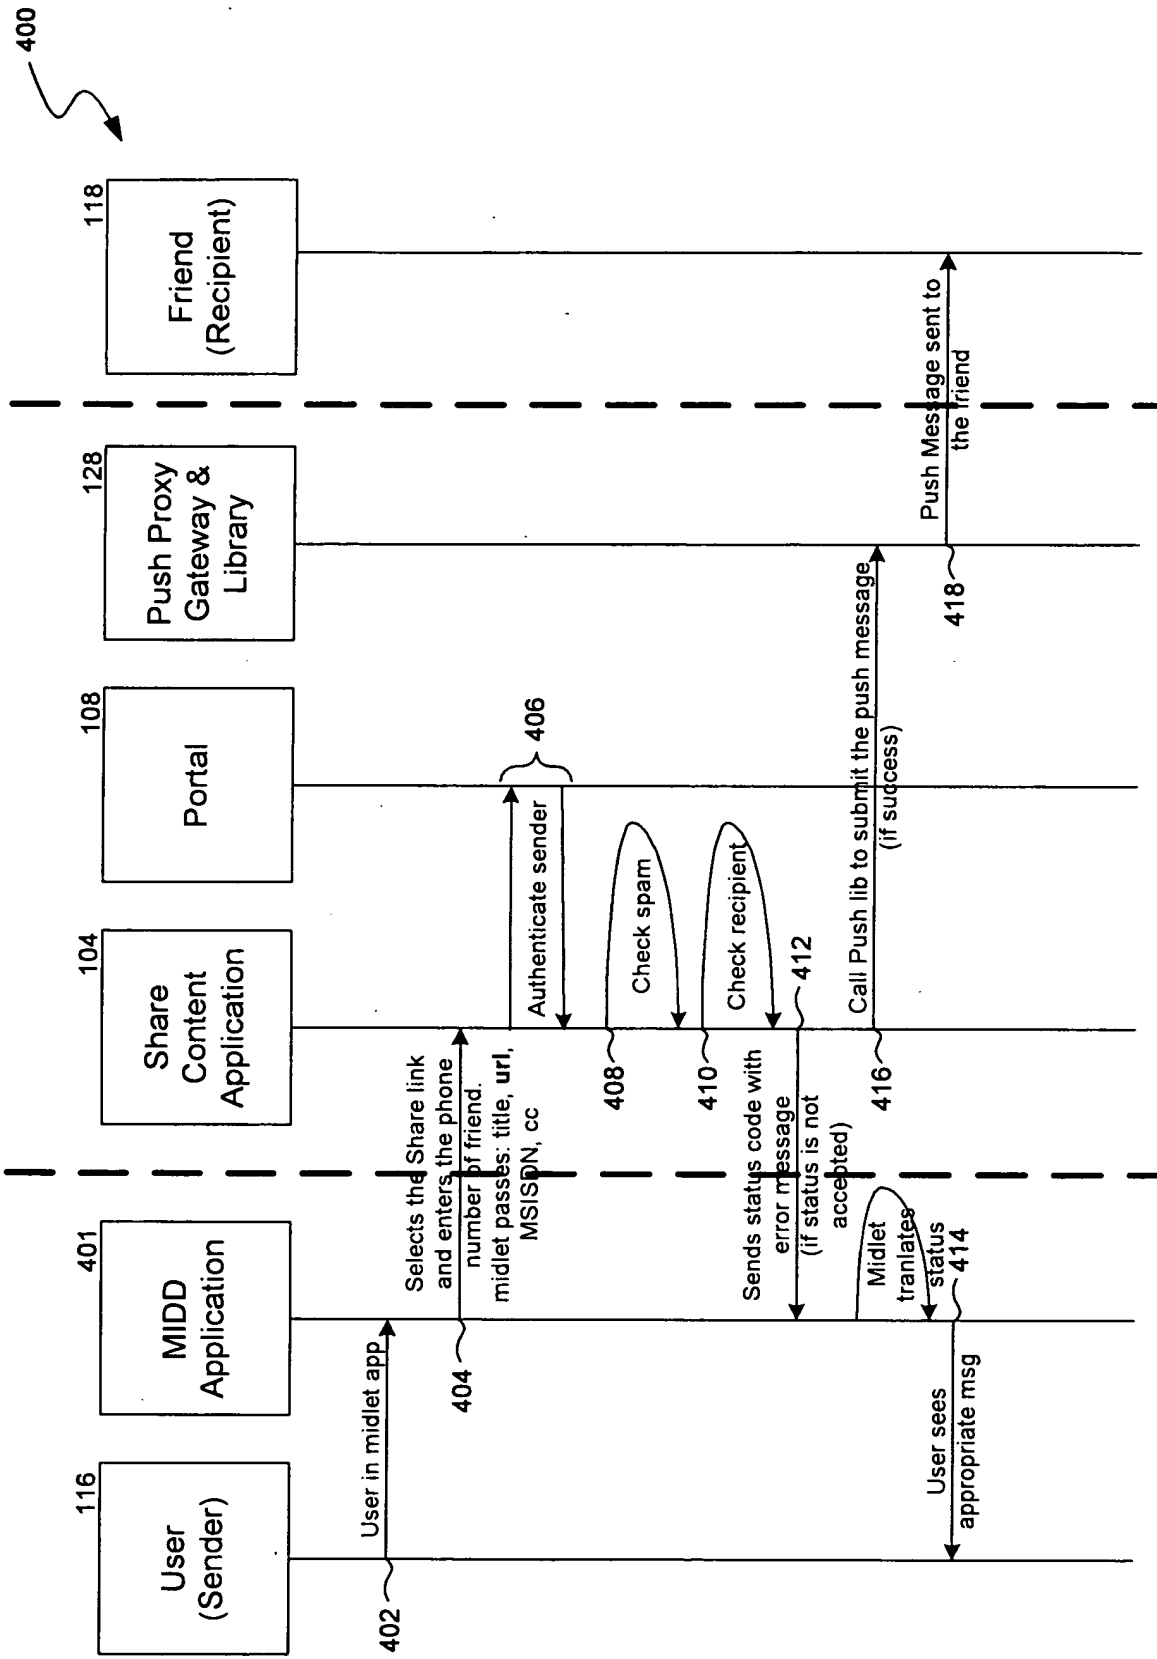 400
116
User
(Sender)
401
MIDD
Application
104
Share
Content
Application
108
Portal
128
Push Proxy
Gateway &
Library
118
Friend
(Recipient)
User in midlet app
402
Selects the Share link
and enters the phone
number of friend.
midlet passes: title, url,
MSISDN, cc
404
Authenticate sender
406
Check spam
408
Check recipient
410
412
Sends status code with
error message
(if status is not
accepted)
Midlet
tranlates
status
414
User sees
appropriate msg
Call Push lib to submit the push message
(if success)
416
Push Message sent to
the friend
418